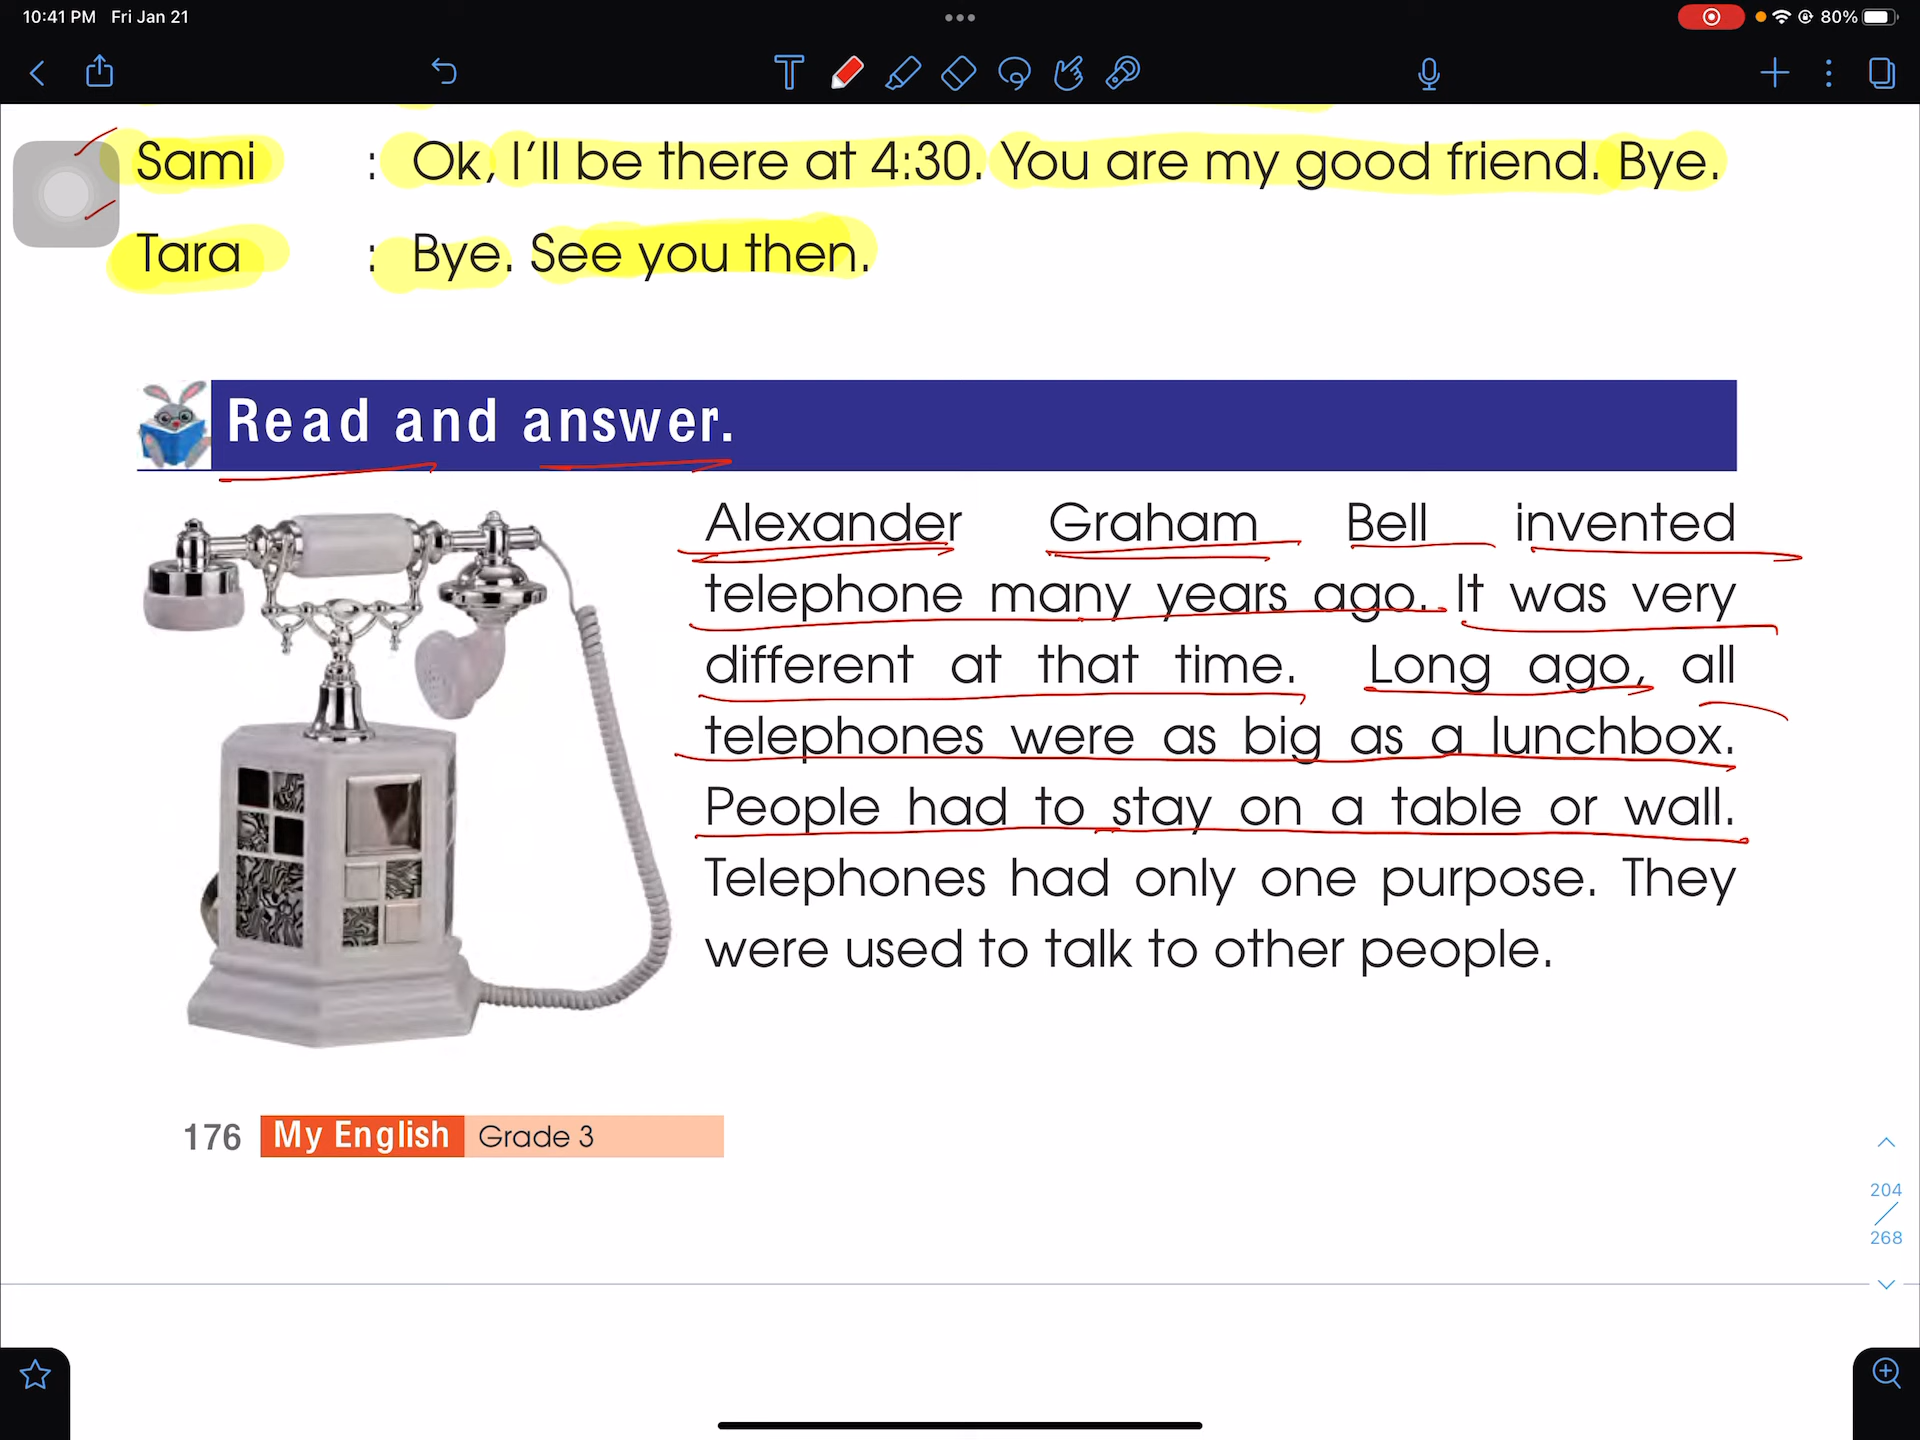 10:41 PM Fri Jan 21
80%
Sami : Ok, I'll be there at 4:30. You are my good friend. Bye.
Tara : Bye. See you then.
Read and answer.
Alexander Graham Bell invented
telephone many years ago. It was very
different at that time. Long ago, all
telephones were as big as a lunchbox.
People had to stay on a table or wall.
Telephones had only one purpose. They
were used to talk to other people.
176 My English Grade 3
204
268